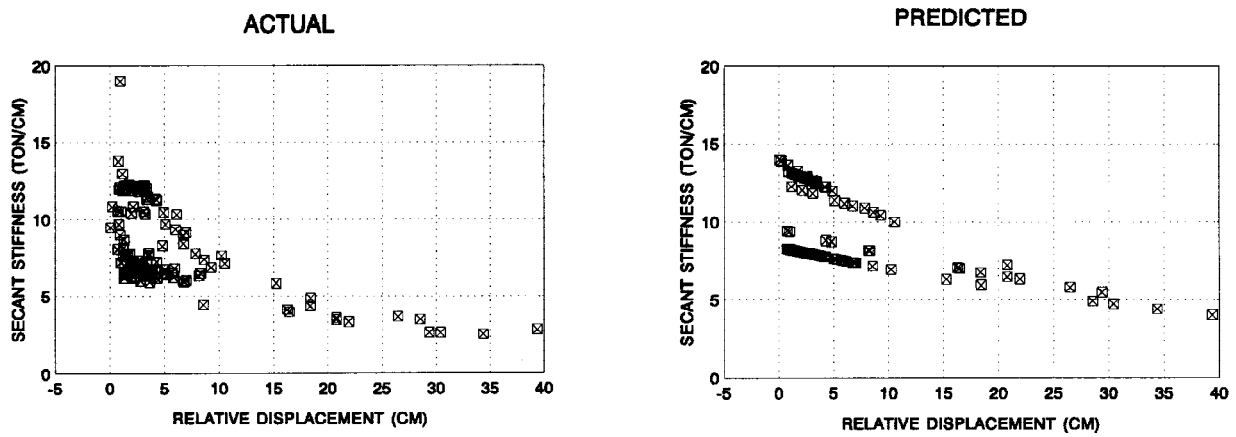 ACTUAL
SECANT STIFFNESS (TON/CM)
20
15
10
5
0
-5 0 5 10 15 20 25 30 35 40
RELATIVE DISPLACEMENT (CM)
PREDICTED
SECANT STIFFNESS (TON/CM)
20
15
10
5
0
-5 0 5 10 15 20 25 30 35 40
RELATIVE DISPLACEMENT (CM)